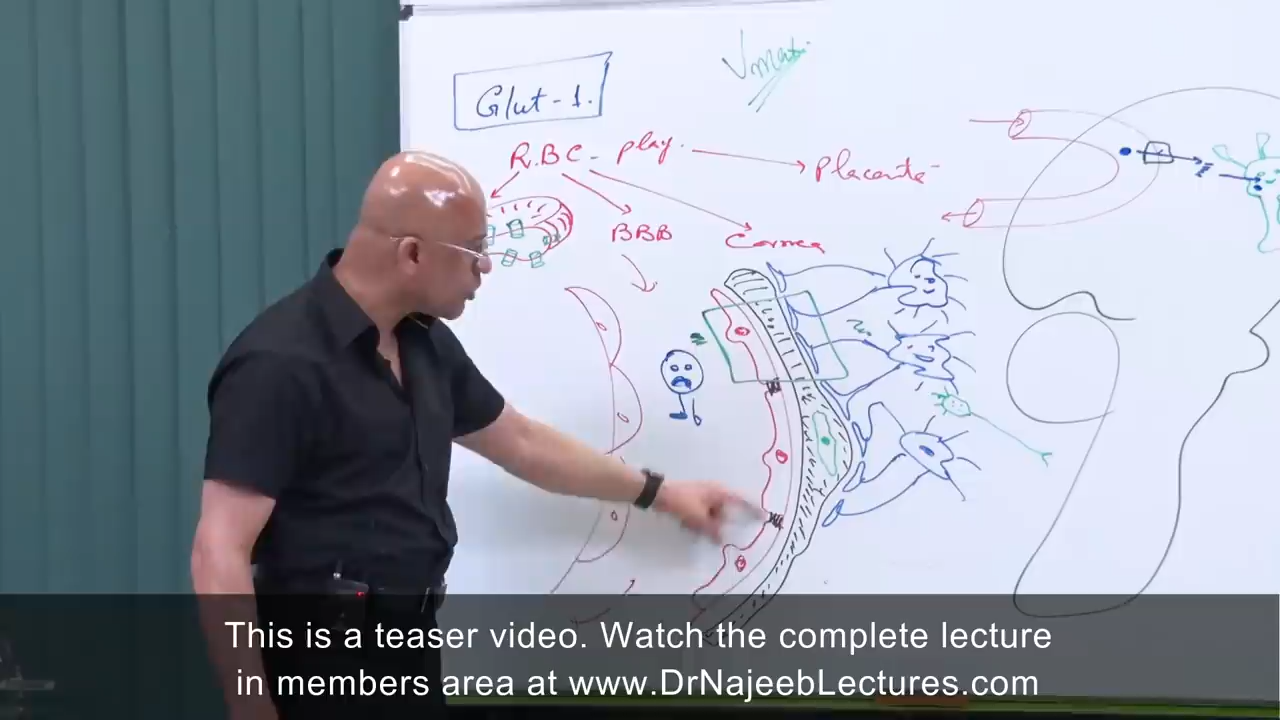 Glut-1.
R.B.C - play.
Placenta
BBB
Cornea
This is a teaser video. Watch the complete lecture
in members area at www.DrNajeebLectures.com